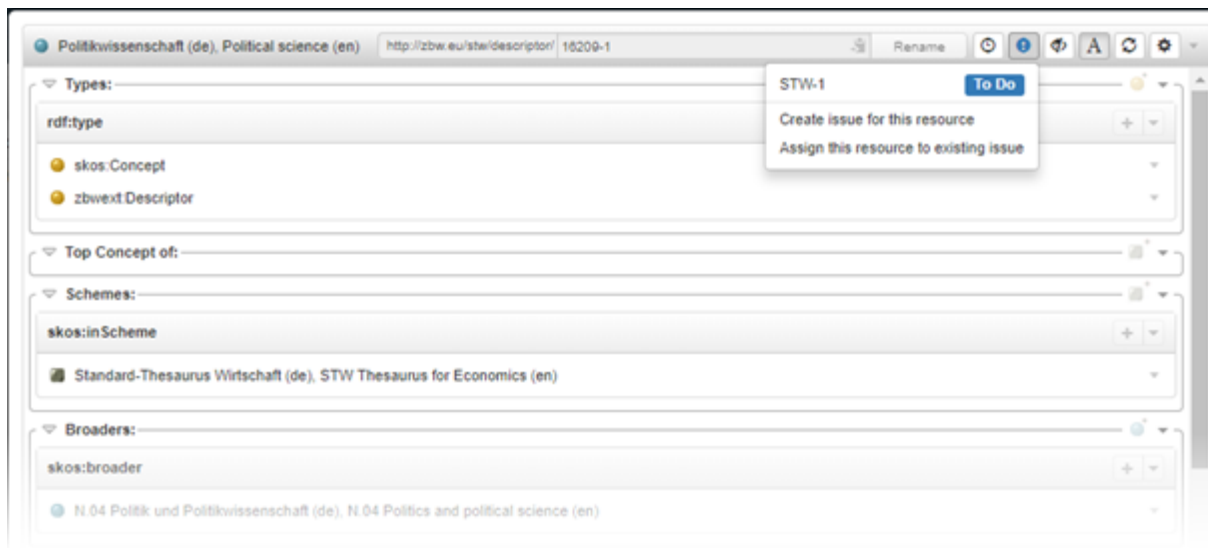 Politikwissenschaft (de), Political science (en) http://zbw.eu/stw/descriptor/ 16209-1 Rename A
STW-1 To Do
Create issue for this resource
Assign this resource to existing issue
Types:
rdf:type
skos:Concept
zbwext:Descriptor
Top Concept of:
Schemes:
skos:inScheme
Standard-Thesaurus Wirtschaft (de), STW Thesaurus for Economics (en)
Broaders:
skos:broader
N.04 Politik und Politikwissenschaft (de), N.04 Politics and political science (en)